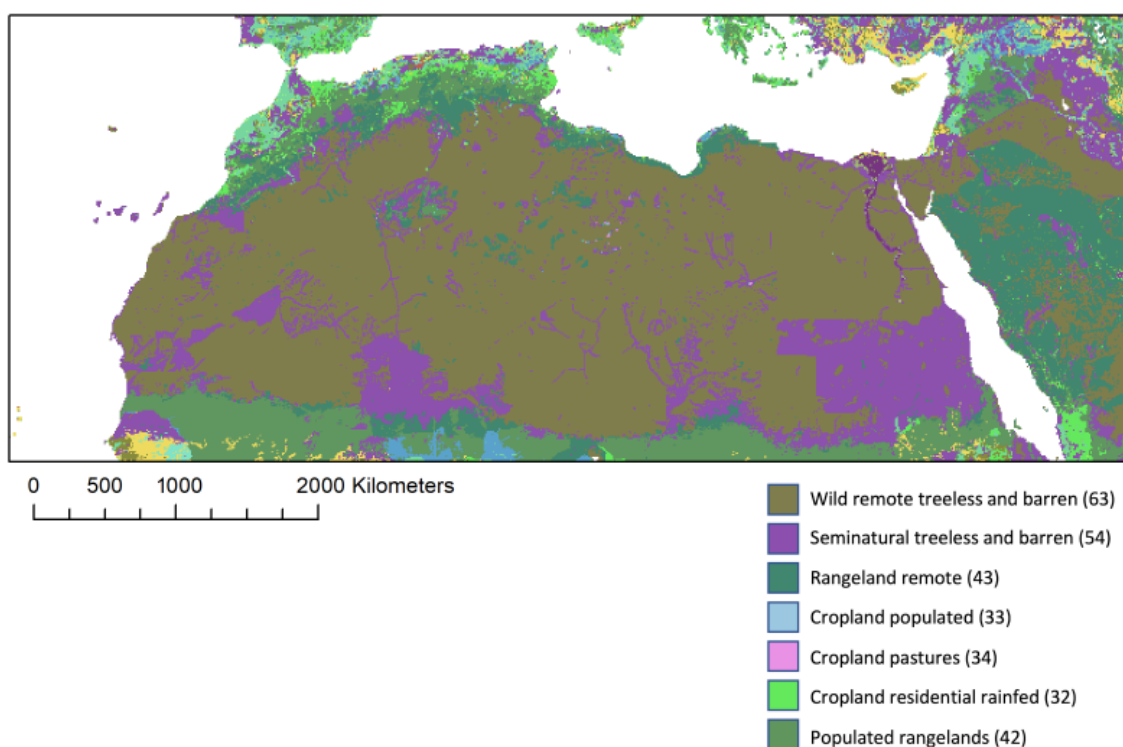 0 500 1000 2000 Kilometers
Wild remote treeless and barren (63)
Seminatural treeless and barren (54)
Rangeland remote (43)
Cropland populated (33)
Cropland pastures (34)
Cropland residential rainfed (32)
Populated rangelands (42)